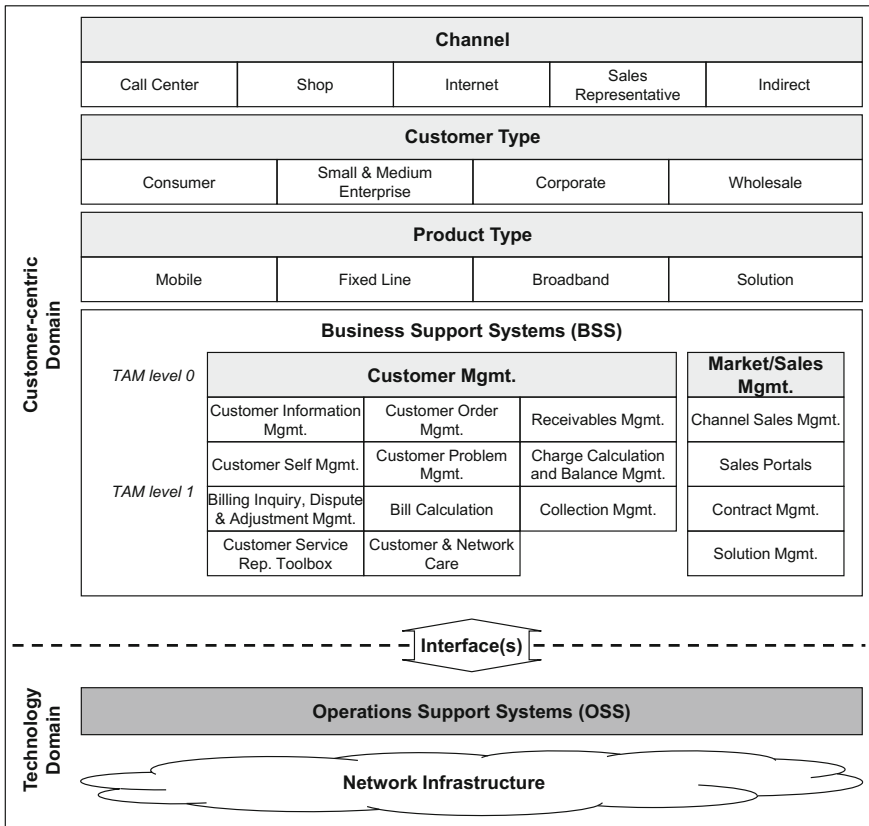 Customer-centric
Domain
Channel
Call Center
Shop
Internet
Sales
Representative
Indirect
Customer Type
Consumer
Small & Medium
Enterprise
Corporate
Wholesale
Product Type
Mobile
Fixed Line
Broadband
Solution
Business Support Systems (BSS)
TAM level 0
Customer Mgmt.
Market/Sales
Mgmt.
TAM level 1
Customer Information
Mgmt.
Customer Order
Mgmt.
Receivables Mgmt.
Channel Sales Mgmt.
Customer Self Mgmt.
Customer Problem
Mgmt.
Charge Calculation
and Balance Mgmt.
Sales Portals
Billing Inquiry, Dispute
& Adjustment Mgmt.
Bill Calculation
Collection Mgmt.
Contract Mgmt.
Customer Service
Rep. Toolbox
Customer & Network
Care
Solution Mgmt.
Interface(s)
Technology
Domain
Operations Support Systems (OSS)
Network Infrastructure